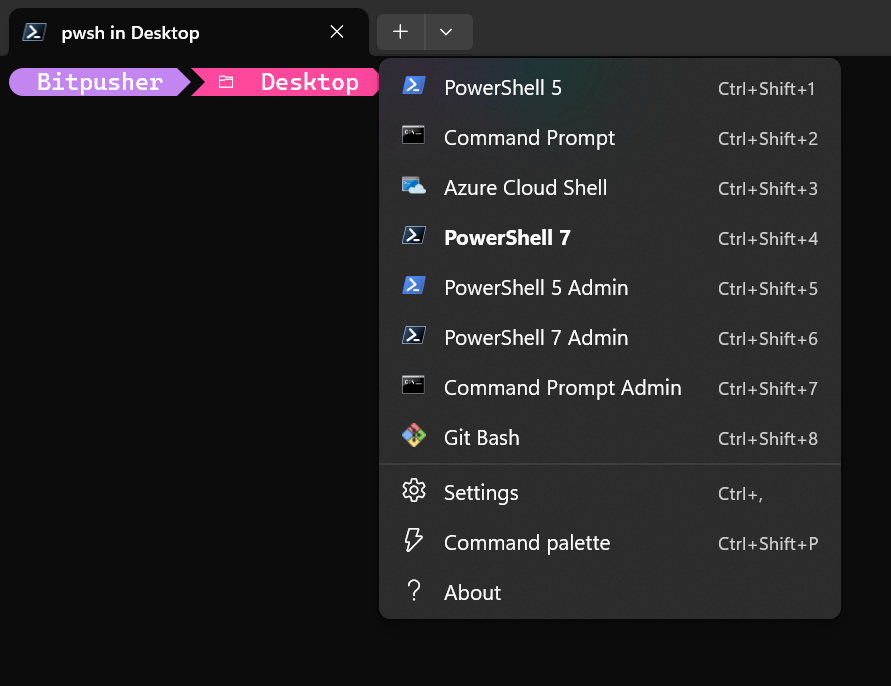 pwsh in Desktop
Bitpusher Desktop
PowerShell 5 Ctrl+Shift+1
Command Prompt Ctrl+Shift+2
Azure Cloud Shell Ctrl+Shift+3
PowerShell 7 Ctrl+Shift+4
PowerShell 5 Admin Ctrl+Shift+5
PowerShell 7 Admin Ctrl+Shift+6
Command Prompt Admin Ctrl+Shift+7
Git Bash Ctrl+Shift+8
Settings Ctrl+,
Command palette Ctrl+Shift+P
About